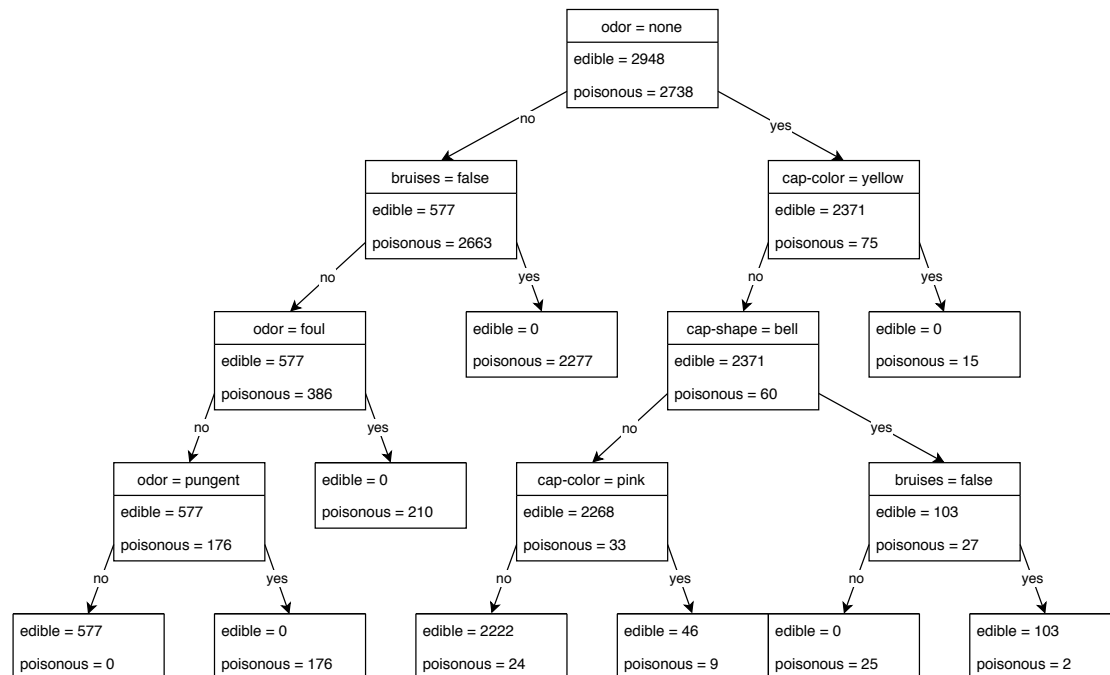 odor = none
edible = 2948
poisonous = 2738
no
yes
bruises = false
edible = 577
poisonous = 2663
cap-color = yellow
edible = 2371
poisonous = 75
no
yes
no
yes
odor = foul
edible = 577
poisonous = 386
edible = 0
poisonous = 2277
cap-shape = bell
edible = 2371
poisonous = 60
edible = 0
poisonous = 15
no
yes
no
yes
odor = pungent
edible = 577
poisonous = 176
edible = 0
poisonous = 210
cap-color = pink
edible = 2268
poisonous = 33
bruises = false
edible = 103
poisonous = 27
no
yes
no
yes
no
yes
edible = 577
poisonous = 0
edible = 0
poisonous = 176
edible = 2222
poisonous = 24
edible = 46
poisonous = 9
edible = 0
poisonous = 25
edible = 103
poisonous = 2